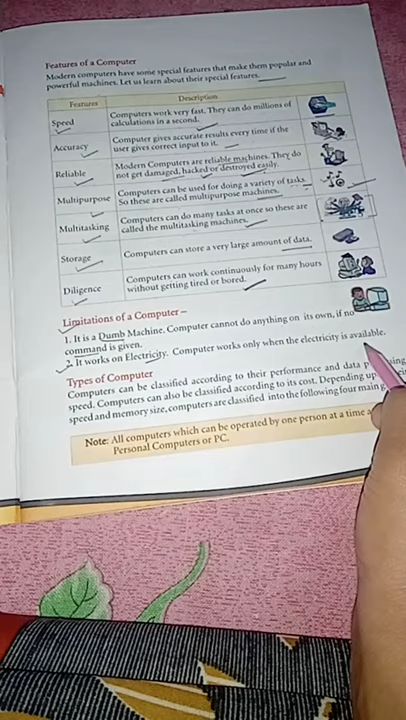 Features of a Computer
Modern computers have some special features that make them popular and
powerful machines. Let us learn about their special features.
Features Description
Speed Computers work very fast. They can do millions of
calculations in a second.
Accuracy Computer gives accurate results every time if the
user gives correct input to it.
Reliable Modern Computers are reliable machines. They do
not get damaged, hacked or destroyed easily.
Multipurpose Computers can be used for doing a variety of tasks.
So these are called multipurpose machines.
Multitasking Computers can do many tasks at once so these are
called the multitasking machines.
Storage Computers can store a very large amount of data.
Diligence Computers can work continuously for many hours
without getting tired or bored.
Limitations of a Computer –
1. It is a Dumb Machine. Computer cannot do anything on its own, if no
command is given.
2. It works on Electricity. Computer works only when the electricity is available.
Types of Computer
Computers can be classified according to their performance and data
speed. Computers can also be classified according to its cost. Depending
speed and memory size, computers are classified into the following four main
Note: All computers which can be operated by one person at a time
Personal Computers or PC.